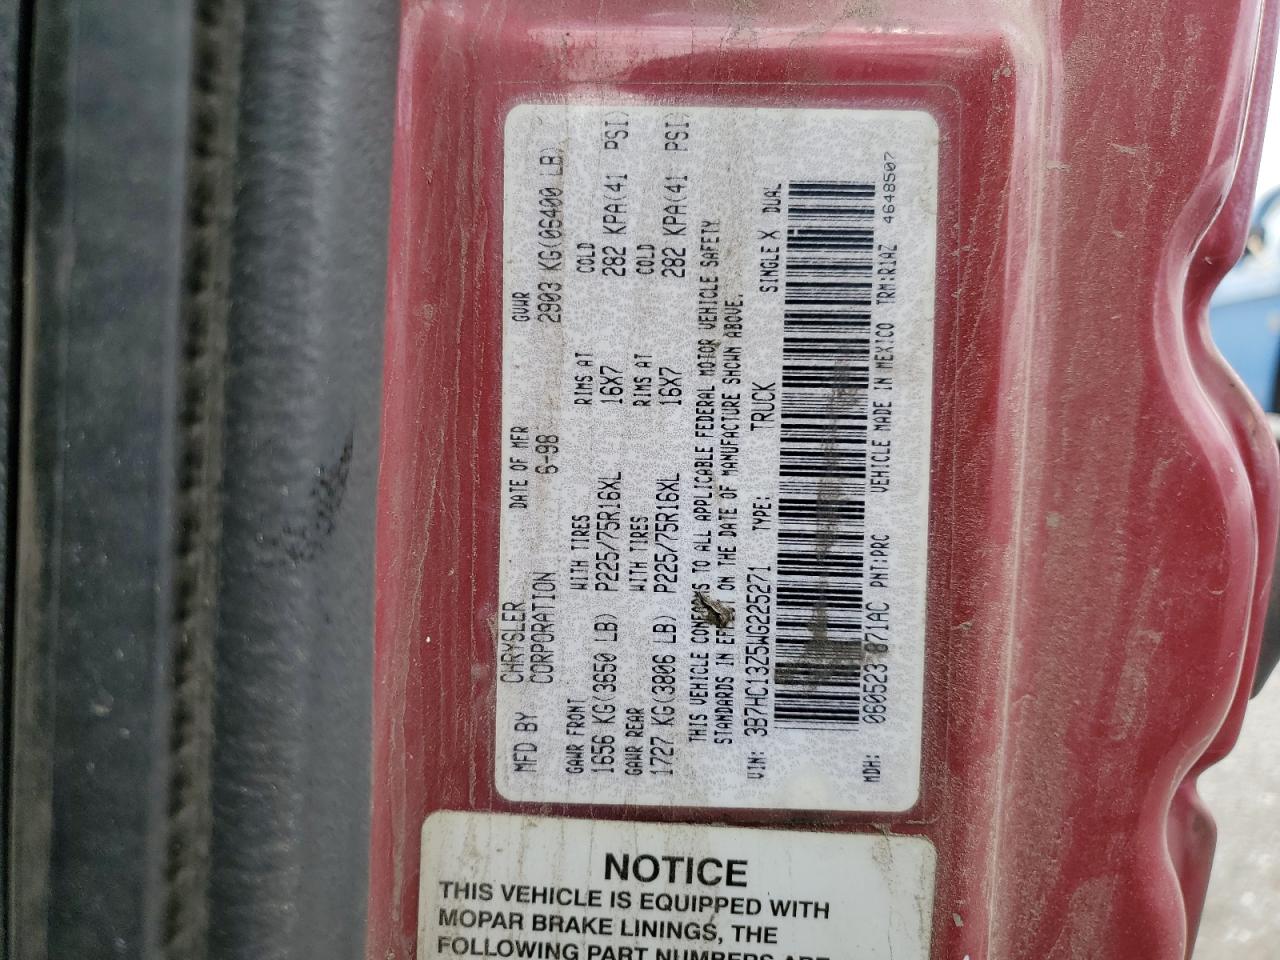 MFD BY CHRYSLER CORPORATION DATE OF MFR 6-98 GVWR 2903 KG(06400 LB)
GAWR FRONT WITH TIRES RIMS AT COLD
1656 KG(3650 LB) P225/75R16XL 16X7 282 KPA(41 PSI)
GAWR REAR WITH TIRES RIMS AT COLD
1727 KG(3806 LB) P225/75R16XL 16X7 282 KPA(41 PSI)
THIS VEHICLE TO ALL APPLICABLE FEDERAL MOTOR VEHICLE SAFETY
STANDARDS IN ON THE DATE OF MANUFACTURE SHOWN ABOVE.
VIN: 3B7HC13Z5WG225271 TYPE: TRUCK SINGLE X DUAL
MDH: 060523 071AC PNT:PRC VEHICLE MADE IN MEXICO TRM:R1AZ 4648507
NOTICE
THIS VEHICLE IS EQUIPPED WITH
MOPAR BRAKE LININGS, THE
FOLLOWING PART NUMBERS ARE